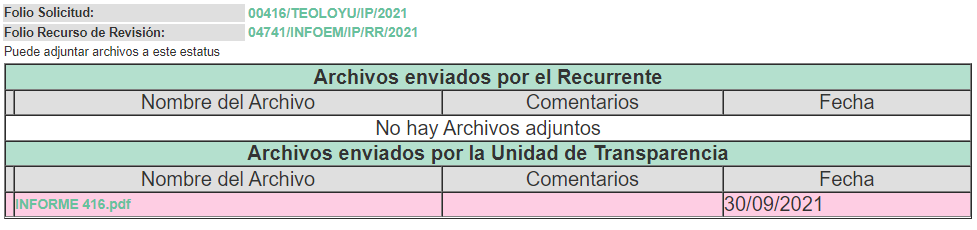 Folio Solicitud: 00416/TEOLOYU/IP/2021
Folio Recurso de Revisión: 04741/INFOEM/IP/RR/2021
Puede adjuntar archivos a este estatus
Archivos enviados por el Recurrente
Nombre del Archivo Comentarios Fecha
No hay Archivos adjuntos
Archivos enviados por la Unidad de Transparencia
Nombre del Archivo Comentarios Fecha
INFORME 416.pdf 30/09/2021